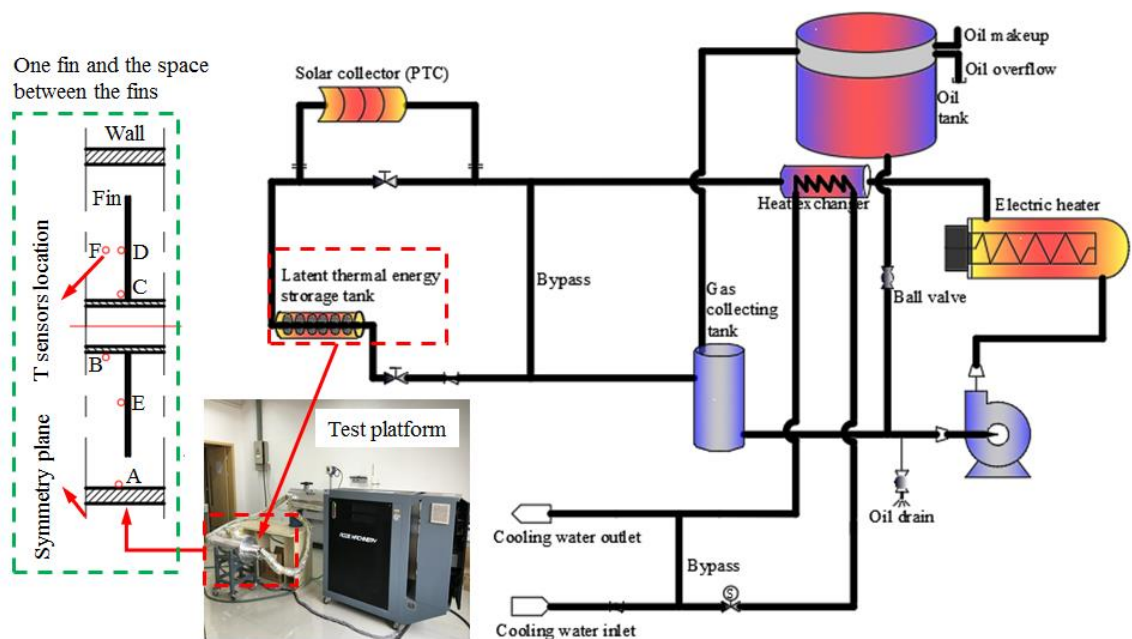 One fin and the space
between the fins
Wall
Fin
F
D
C
B
E
A
T sensors location
Symmetry plane
Solar collector (PTC)
Latent thermal energy
strorage tank
Bypass
Test platform
Oil makeup
Oil overflow
Oil
tank
Heat exchanger
Electric heater
Ball valve
Gas
collecting
tank
Oil drain
Cooling water outlet
Bypass
S
Cooling water inlet